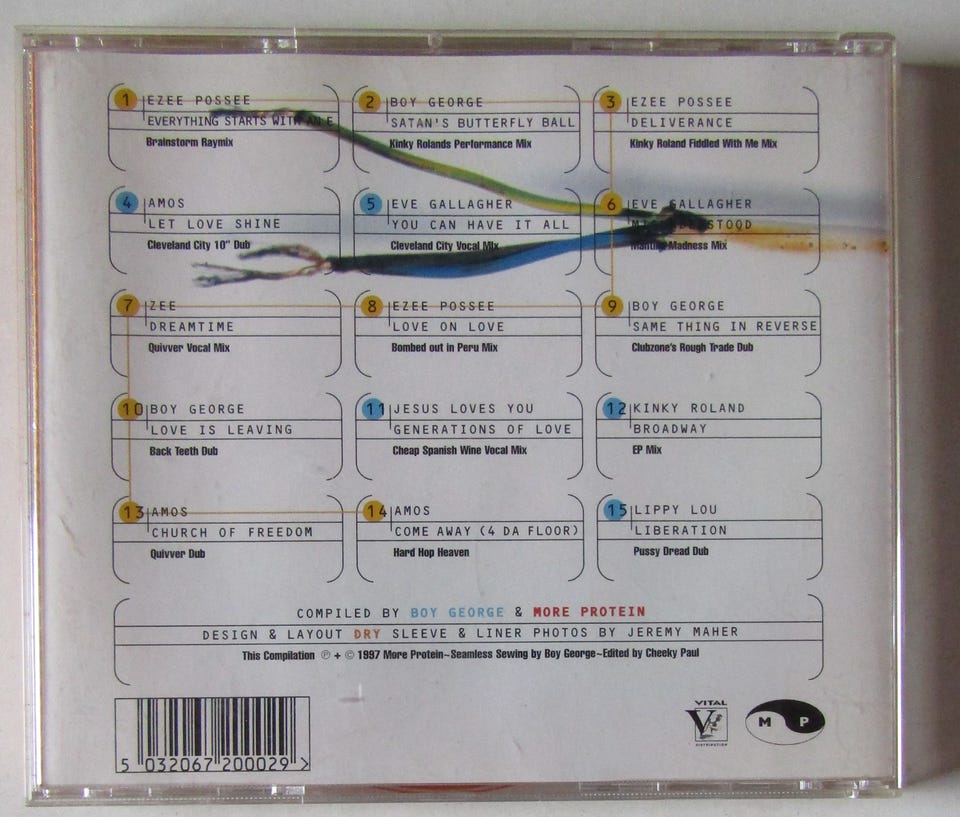 1 EZEE POSSEE
EVERYTHING STARTS WITH AN E
Brainstorm Raymix
2 BOY GEORGE
SATAN'S BUTTERFLY BALL
Kinky Rolands Performance Mix
3 EZEE POSSEE
DELIVERANCE
Kinky Roland Fiddled With Me Mix
4 AMOS
LET LOVE SHINE
Cleveland City 10" Dub
5 EVE GALLAGHER
YOU CAN HAVE IT ALL
Cleveland City Vocal Mix
6 EVE GALLAGHER
Madness Mix
7 ZEE
DREAMTIME
Quivver Vocal Mix
8 EZEE POSSEE
LOVE ON LOVE
Bombed out in Peru Mix
9 BOY GEORGE
SAME THING IN REVERSE
Clubzone's Rough Trade Dub
10 BOY GEORGE
LOVE IS LEAVING
Back Teeth Dub
11 JESUS LOVES YOU
GENERATIONS OF LOVE
Cheap Spanish Wine Vocal Mix
12 KINKY ROLAND
BROADWAY
EP Mix
13 AMOS
CHURCH OF FREEDOM
Quivver Dub
14 AMOS
COME AWAY (4 DA FLOOR)
Hard Hop Heaven
15 LIPPY LOU
LIBERATION
Pussy Dread Dub
COMPILED BY BOY GEORGE & MORE PROTEIN
DESIGN & LAYOUT DRY SLEEVE & LINER PHOTOS BY JEREMY MAHER
This Compilation ℗ + © 1997 More Protein~Seamless Sewing by Boy George~Edited by Cheeky Paul
VITAL
V
DISTRIBUTION
M P
5 032067 200029 >